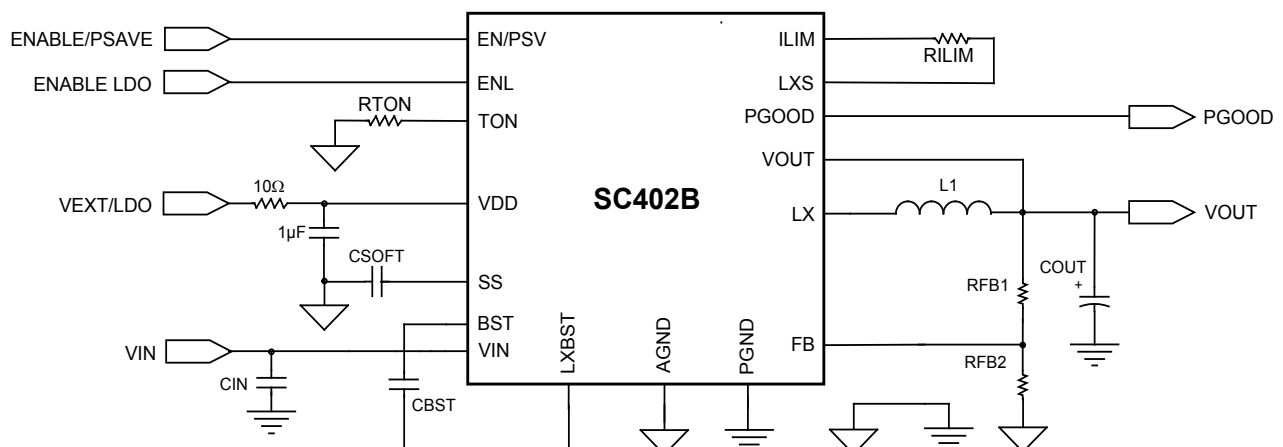 ENABLE/PSAVE
EN/PSV
ILIM
RILIM
ENABLE LDO
ENL
LXS
RTON
TON
PGOOD
PGOOD
VOUT
10Ω
L1
VEXT/LDO
VDD
SC402B
LX
VOUT
1µF
CSOFT
SS
COUT
+
RFB1
BST
VIN
VIN
LXBST
AGND
PGND
FB
RFB2
CIN
CBST